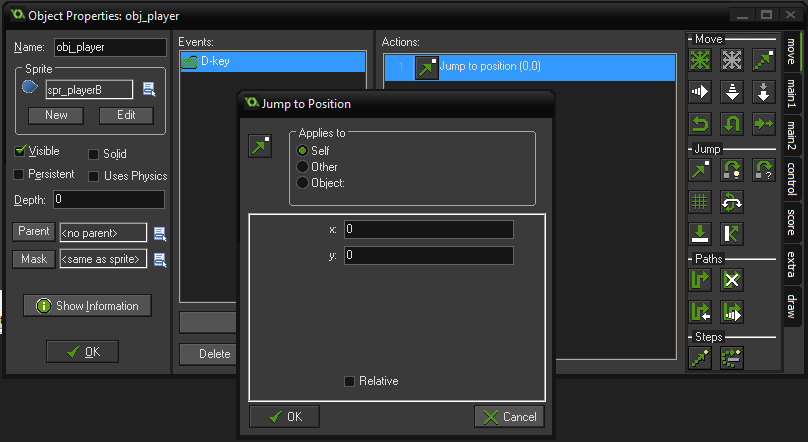 Object Properties: obj_player
Name: obj_player
Sprite
spr_playerB
New Edit
Visible Solid
Persistent Uses Physics
Depth: 0
Parent <no parent>
Mask <same as sprite>
Show Information
OK
Events:
D-key
Delete
Actions:
1 Jump to position (0,0)
Jump to Position
Applies to
Self
Other
Object:
x: 0
y: 0
Relative
OK Cancel
Move
Jump
Paths
Steps
move
main1
main2
control
score
extra
draw